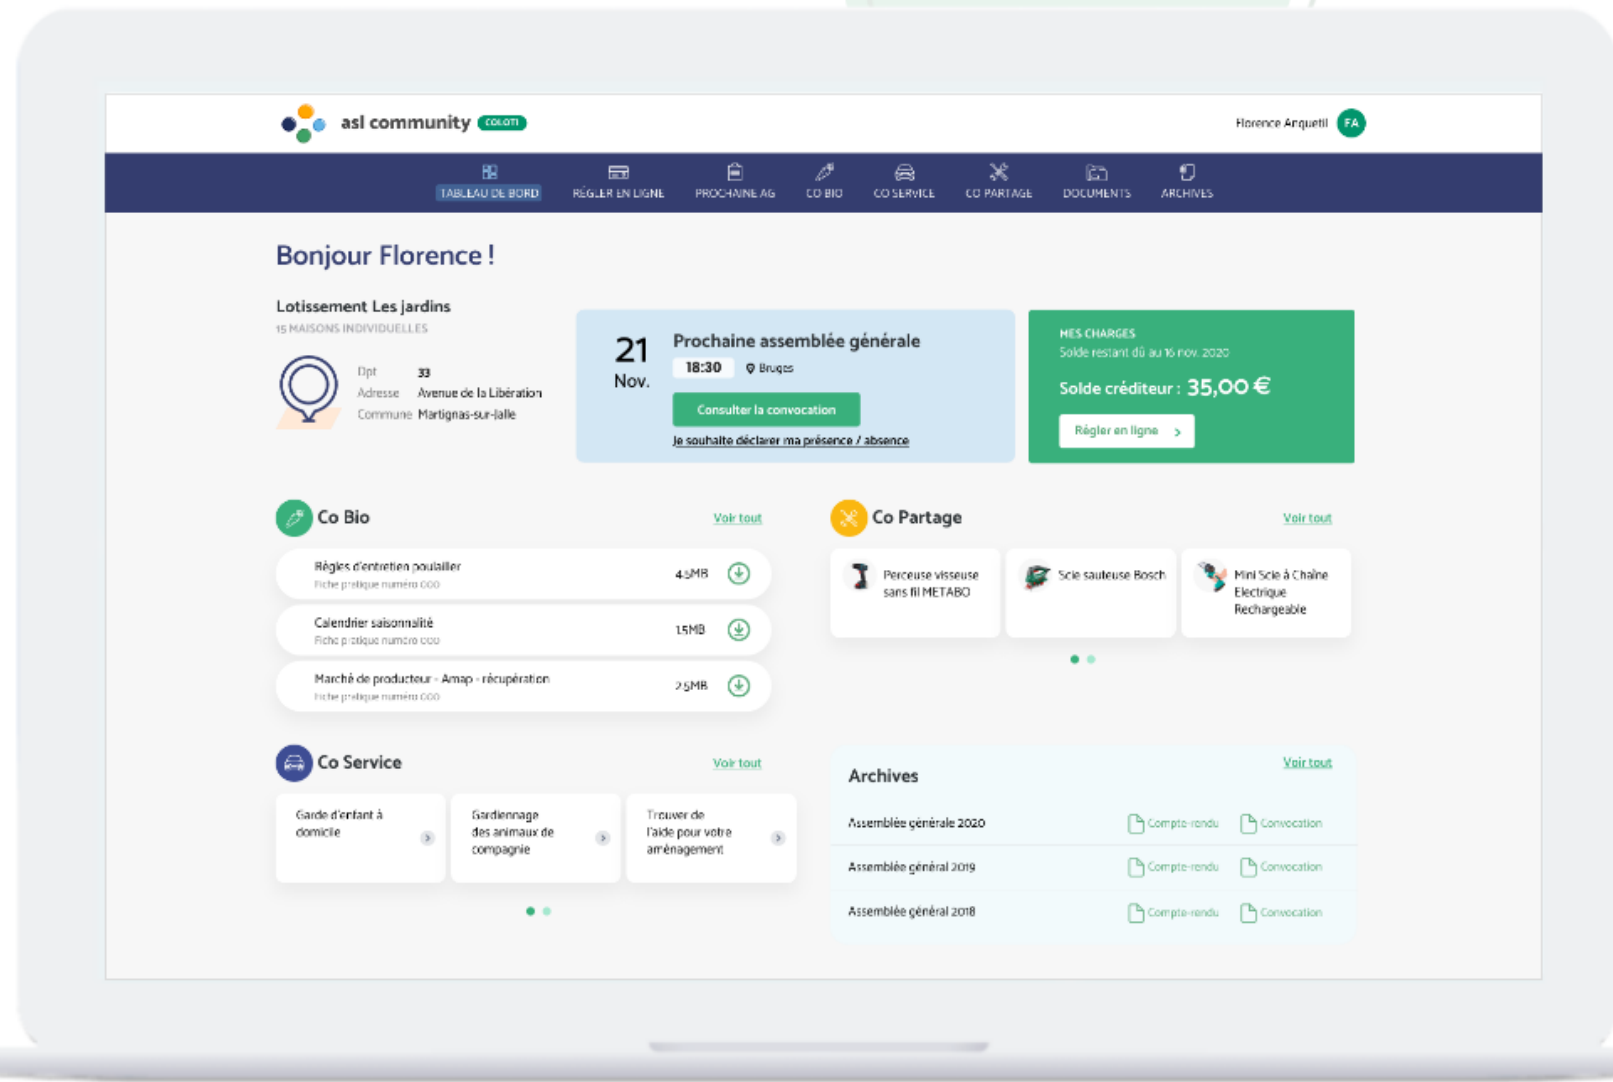 asl community COLOTI
Florence Anquetil FA
TABLEAU DE BORD
RÉGLER EN LIGNE
PROCHAINE AG
CO BIO
CO SERVICE
CO PARTAGE
DOCUMENTS
ARCHIVES
Bonjour Florence !
Lotissement Les jardins
15 MAISONS INDIVIDUELLES
Dpt 33
Adresse Avenue de la Libération
Commune Martignas-sur-Jalle
21
Nov.
Prochaine assemblée générale
18:30 Bruges
Consulter la convocation
Je souhaite déclarer ma présence / absence
MES CHARGES
Solde restant dû au 16 nov. 2020
Solde créditeur : 35,00 €
Régler en ligne
Co Bio
Voir tout
Règles d'entretien poulailler
Fiche pratique numéro 000
4.5MB
Calendrier saisonnalité
Fiche pratique numéro 000
1.5MB
Marché de producteur - Amap - récupération
Fiche pratique numéro 000
2.5MB
Co Partage
Voir tout
Perceuse visseuse
sans fil METABO
Scie sauteuse Bosch
Mini Scie à Chaîne
Electrique
Rechargeable
Co Service
Voir tout
Garde d'enfant à
domicile
Gardiennage
des animaux de
compagnie
Trouver de
l'aide pour votre
aménagement
Archives
Voir tout
Assemblée générale 2020 Compte-rendu Convocation
Assemblée général 2019 Compte-rendu Convocation
Assemblée général 2018 Compte-rendu Convocation